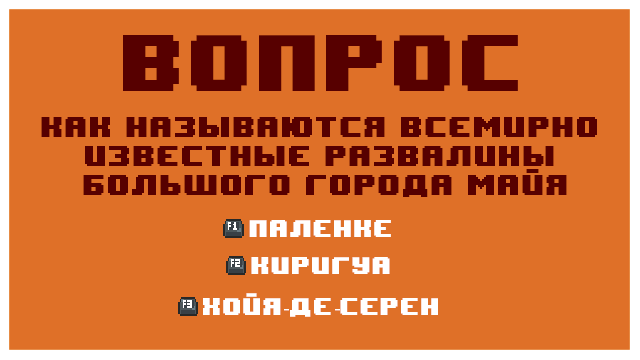 ВОПРОС
КАК НАЗЫВАЮТСЯ ВСЕМИРНО
ИЗВЕСТНЫЕ РАЗВАЛИНЫ
БОЛЬШОГО ГОРОДА МАЙЯ
F1 ПАЛЕНКЕ
F2 КИРИГУА
F3 ХОЙЯ-ДЕ-СЕРЕН